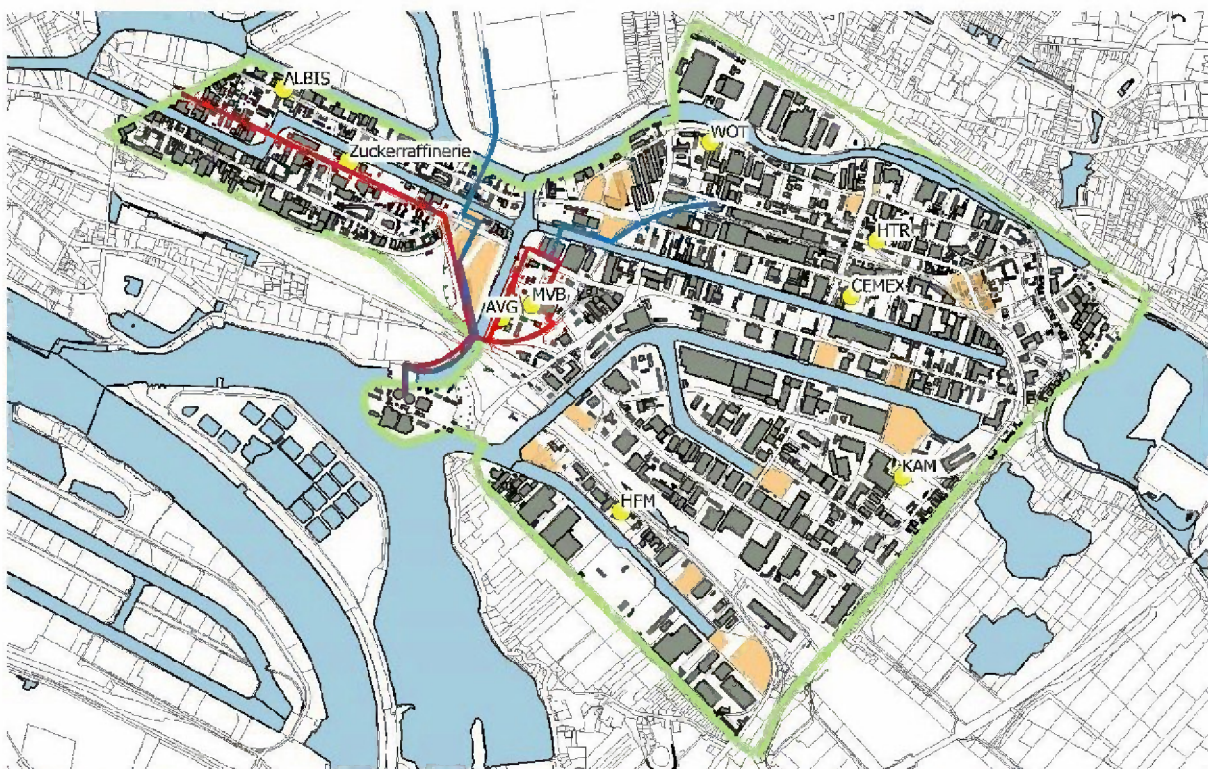 ALBIS
WOT
Zuckerraffinerie
HTR
CEMEX
MVB
AVG
KAM
HFM